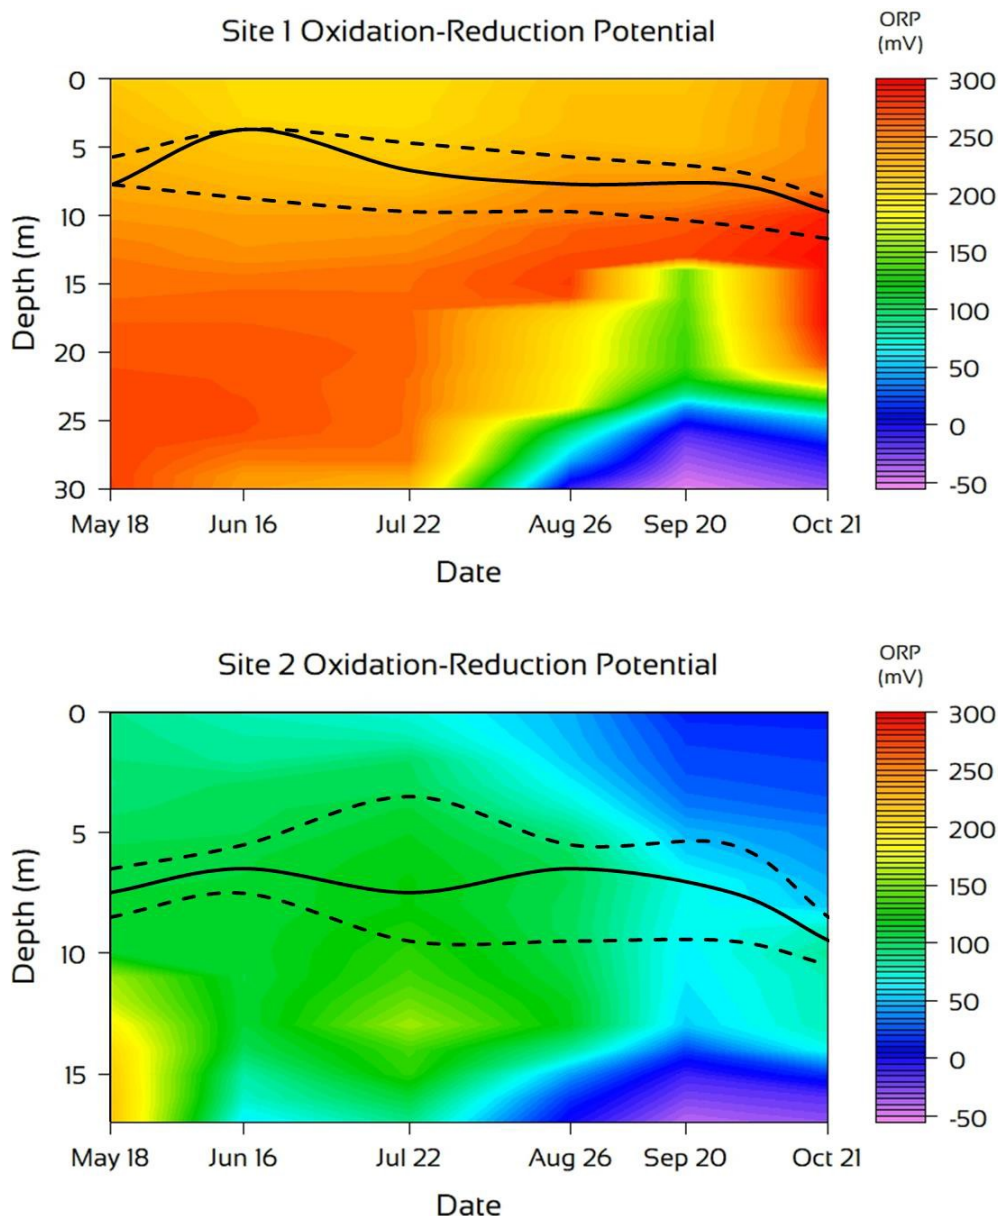 Site 1 Oxidation-Reduction Potential
ORP
(mV)
0
5
10
15
20
25
30
Depth (m)
May 18 Jun 16 Jul 22 Aug 26 Sep 20 Oct 21
Date
300
250
200
150
100
50
0
-50
Site 2 Oxidation-Reduction Potential
ORP
(mV)
0
5
10
15
Depth (m)
May 18 Jun 16 Jul 22 Aug 26 Sep 20 Oct 21
Date
300
250
200
150
100
50
0
-50